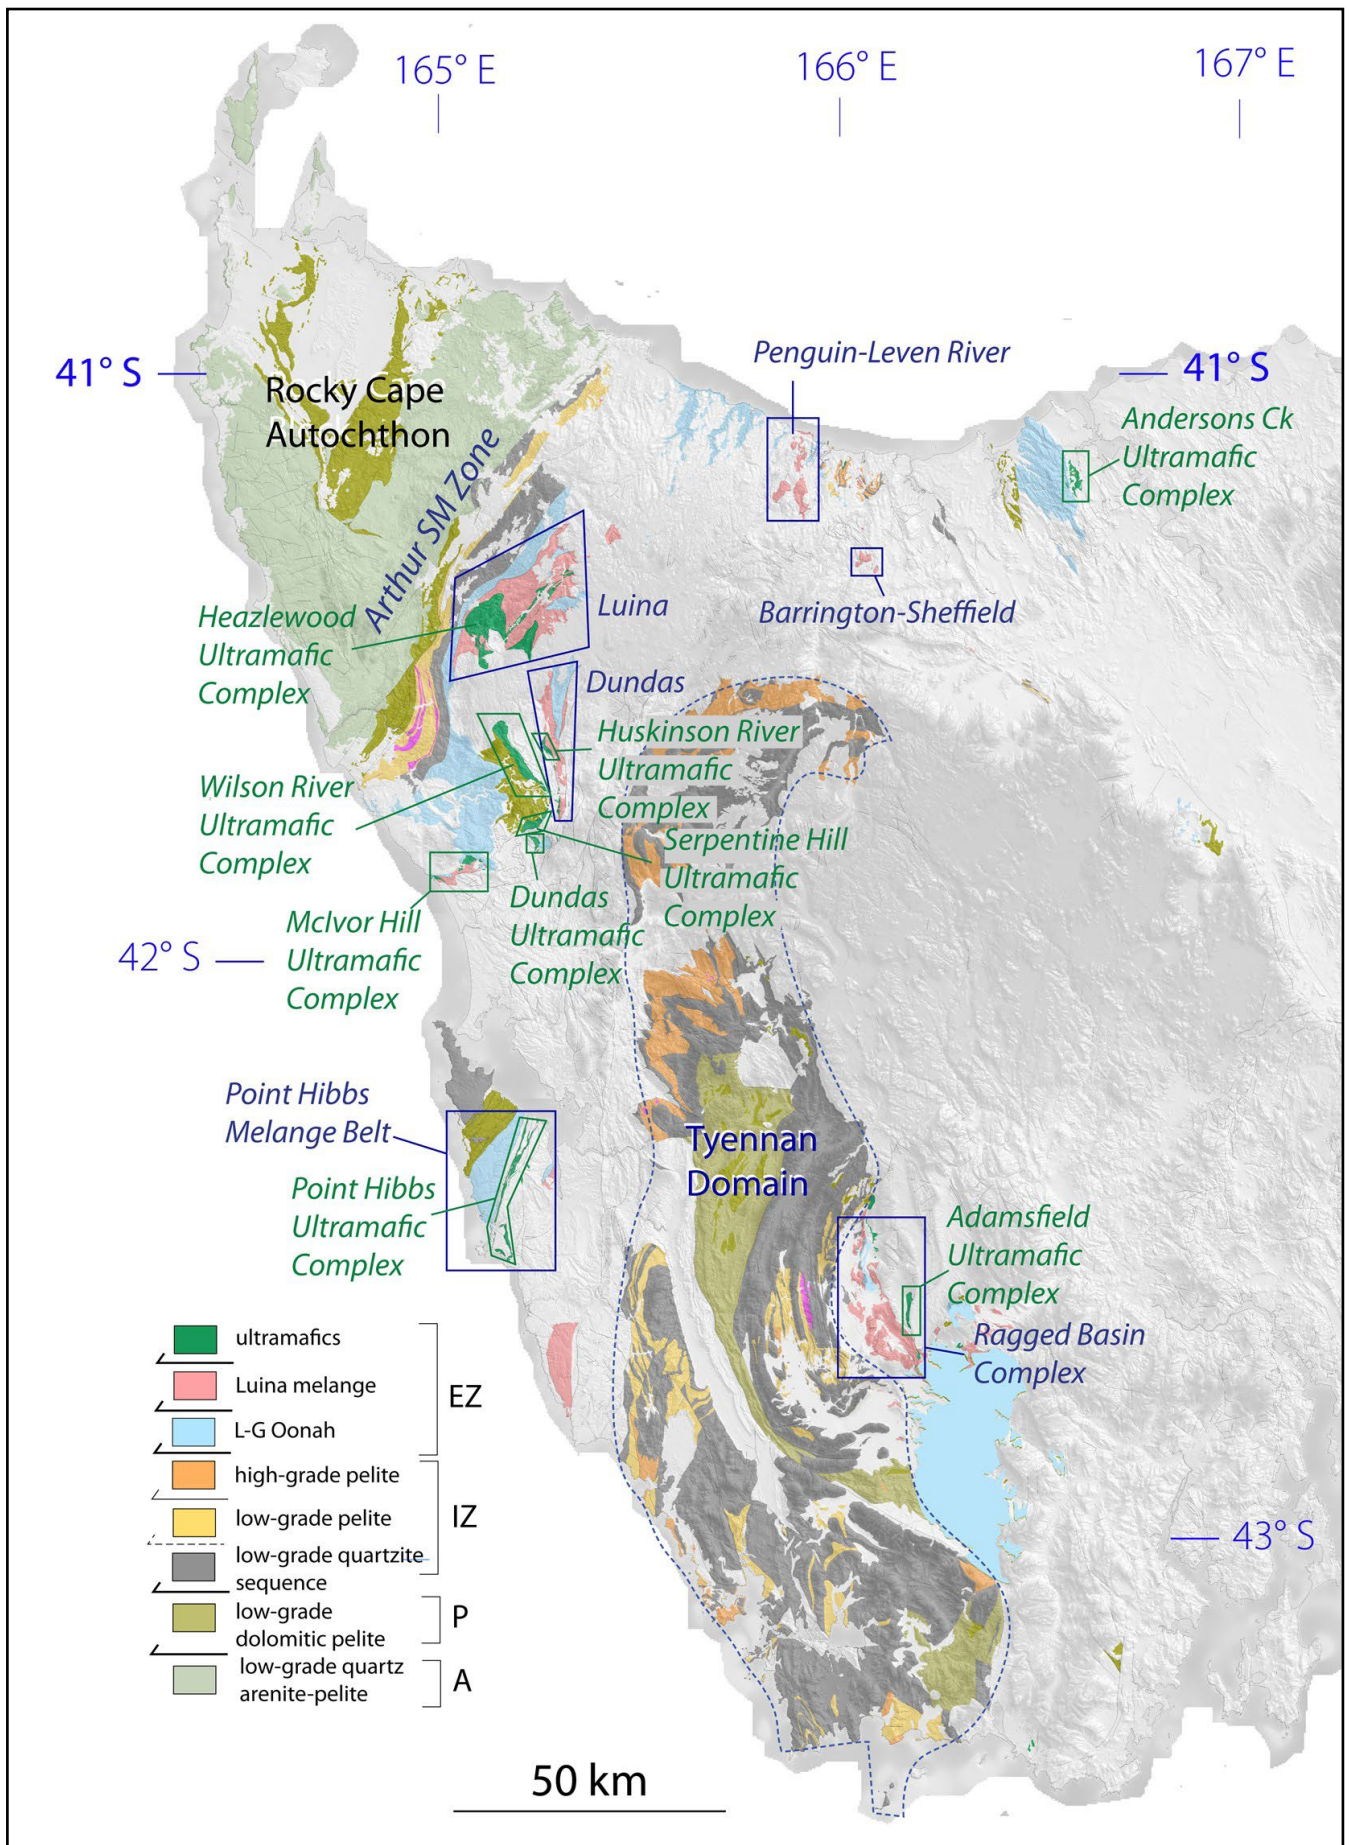 165° E
166° E
167° E
41° S
41° S
Penguin-Leven River
Rocky Cape
Autochthon
Andersons Ck
Ultramafic
Complex
Arthur SM Zone
Heazlewood
Ultramafic
Complex
Luina
Barrington-Sheffield
Dundas
Huskinson River
Ultramafic
Complex
Wilson River
Ultramafic
Complex
Serpentine Hill
Ultramafic
Complex
Dundas
Ultramafic
Complex
McIvor Hill
Ultramafic
Complex
42° S
Point Hibbs
Melange Belt
Tyennan
Domain
Point Hibbs
Ultramafic
Complex
Adamsfield
Ultramafic
Complex
Ragged Basin
Complex
ultramafics
Luina melange
L-G Oonah
EZ
high-grade pelite
low-grade pelite
low-grade quartzite
sequence
IZ
low-grade
dolomitic pelite
P
low-grade quartz
arenite-pelite
A
43° S
50 km